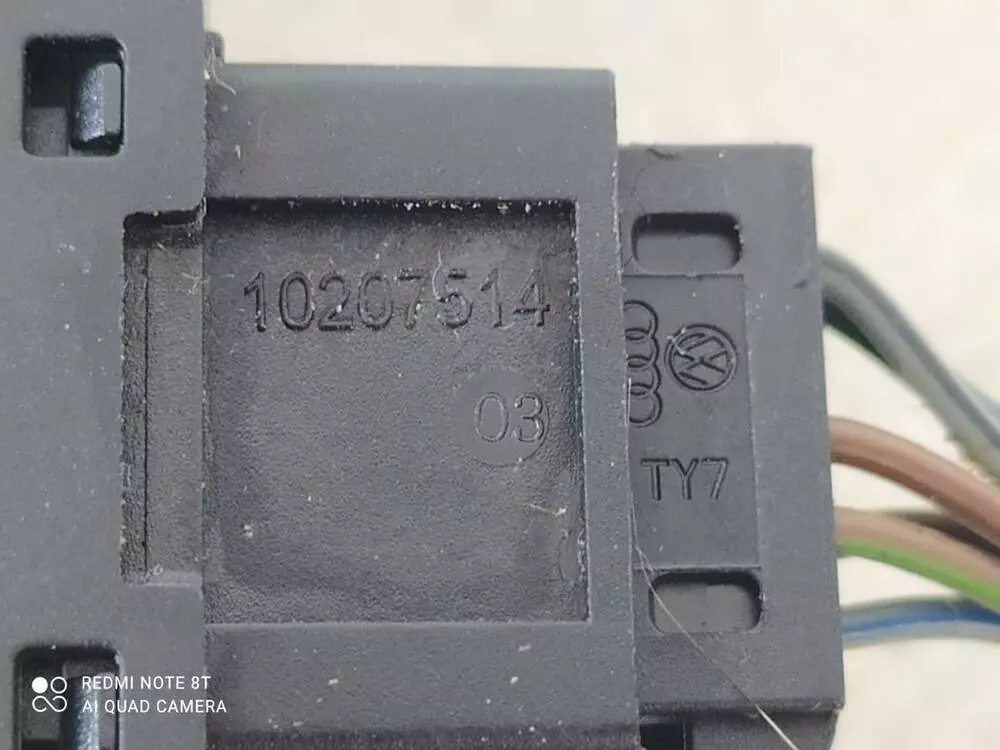 10207514
03
TY7
REDMI NOTE 8T
AI QUAD CAMERA